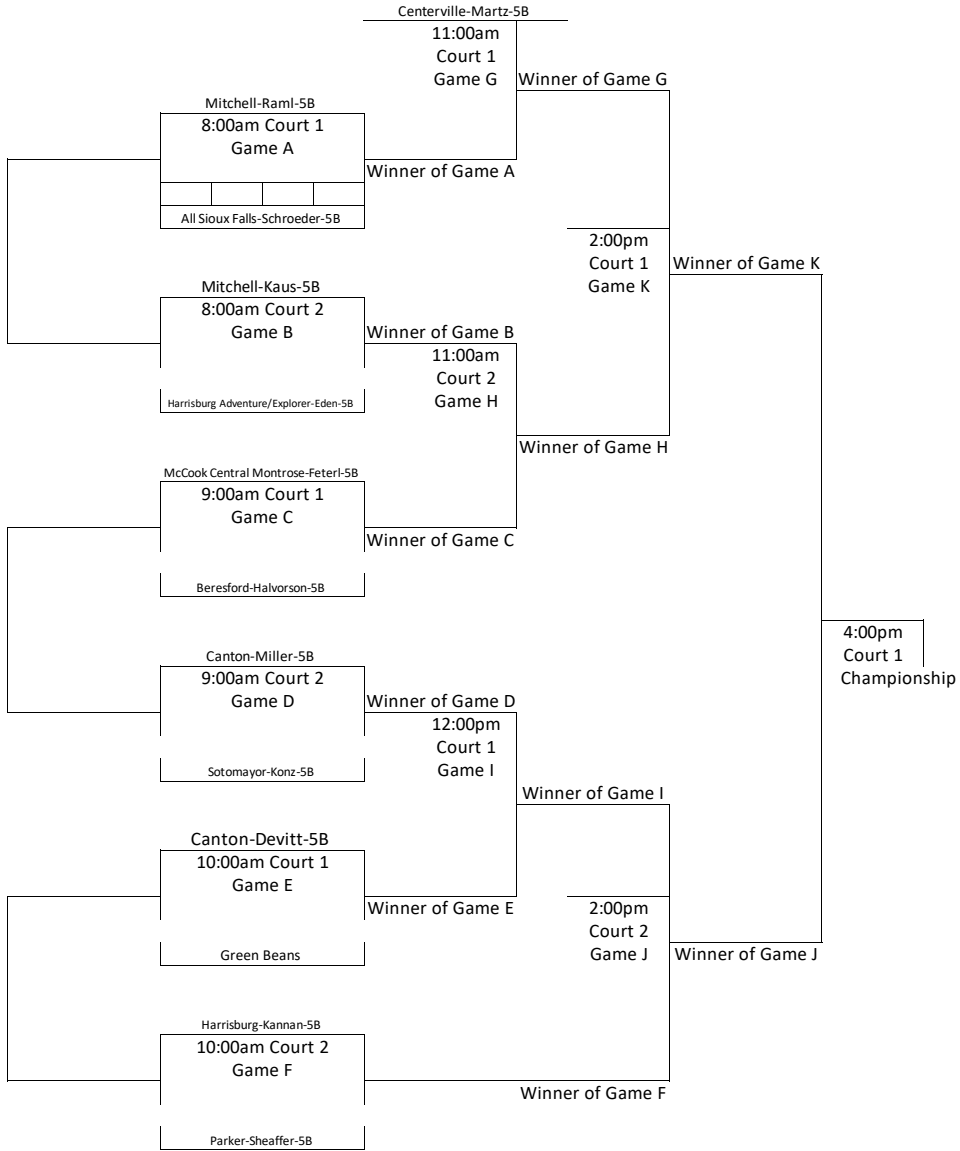 Centerville-Martz-5B
11:00am
Court 1
Game G
Winner of Game G
Mitchell-Raml-5B
8:00am Court 1
Game A
Winner of Game A
All Sioux Falls-Schroeder-5B
2:00pm
Court 1
Game K
Winner of Game K
Mitchell-Kaus-5B
8:00am Court 2
Game B
Winner of Game B
11:00am
Court 2
Game H
Harrisburg Adventure/Explorer-Eden-5B
Winner of Game H
McCook Central Montrose-Feterl-5B
9:00am Court 1
Game C
Winner of Game C
Beresford-Halvorson-5B
4:00pm
Court 1
Championship
Canton-Miller-5B
9:00am Court 2
Game D
Winner of Game D
12:00pm
Court 1
Game I
Sotomayor-Konz-5B
Winner of Game I
Canton-Devitt-5B
10:00am Court 1
Game E
Winner of Game E
2:00pm
Court 2
Game J
Winner of Game J
Green Beans
Harrisburg-Kannan-5B
10:00am Court 2
Game F
Winner of Game F
Parker-Sheaffer-5B